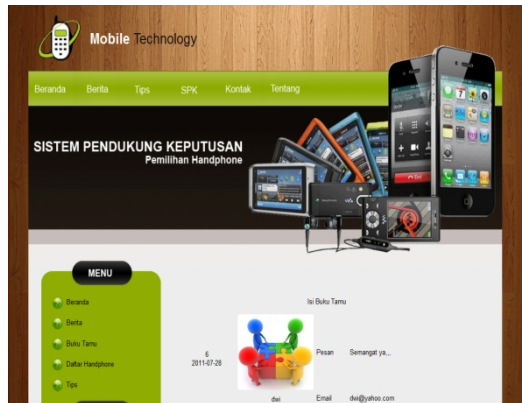 Mobile Technology
Beranda Berita Tips SPK Kontak Tentang
SISTEM PENDUKUNG KEPUTUSAN
Pemilihan Handphone
MENU
Beranda
Berita
Buku Tamu
Daftar Handphone
Tips
Isi Buku Tamu
6
2011-07-28
Pesan Semangat ya,,,
dwi
Email dwi@yahoo.com